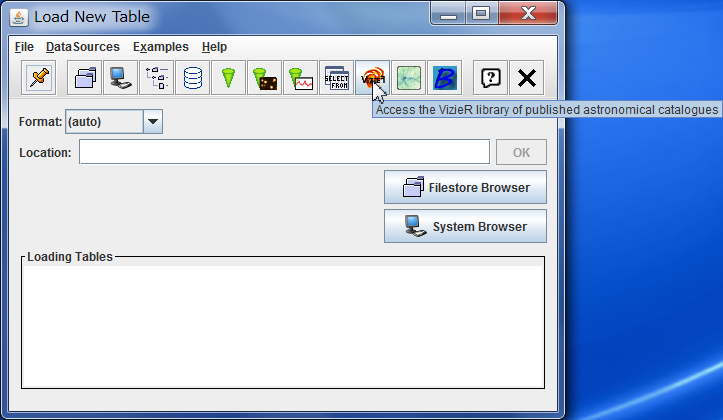 Load New Table
File DataSources Examples Help
SELECT
FROM
VizieR
B
?
Access the VizieR library of published astronomical catalogues
Format: (auto)
Location: OK
Filestore Browser
System Browser
Loading Tables